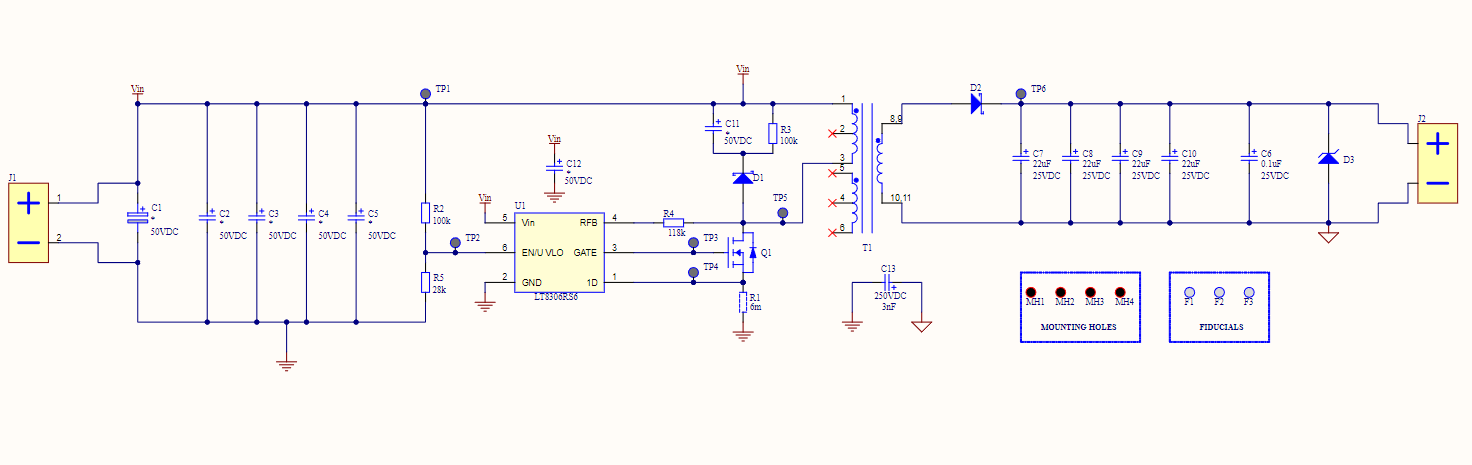 J1
1
2
Vin
C1
*
50VDC
C2
*
50VDC
C3
*
50VDC
C4
*
50VDC
C5
*
50VDC
TP1
R2
100k
TP2
R5
28k
Vin
C12
*
50VDC
Vin
U1
5
Vin
RFB
4
6
EN/U VLO
GATE
3
2
GND
1D
1
LT8306RS6
R4
118k
TP3
TP4
Vin
C11
*
50VDC
R3
100k
D1
TP5
Q1
R1
6m
1
2
3
5
4
6
8,9
10,11
T1
C13
250VDC
3nF
D2
TP6
C7
22uF
25VDC
C8
22uF
25VDC
C9
22uF
25VDC
C10
22uF
25VDC
C6
0.1uF
25VDC
D3
J2
MH1 MH2 MH3 MH4
MOUNTING HOLES
F1 F2 F3
FIDUCIALS